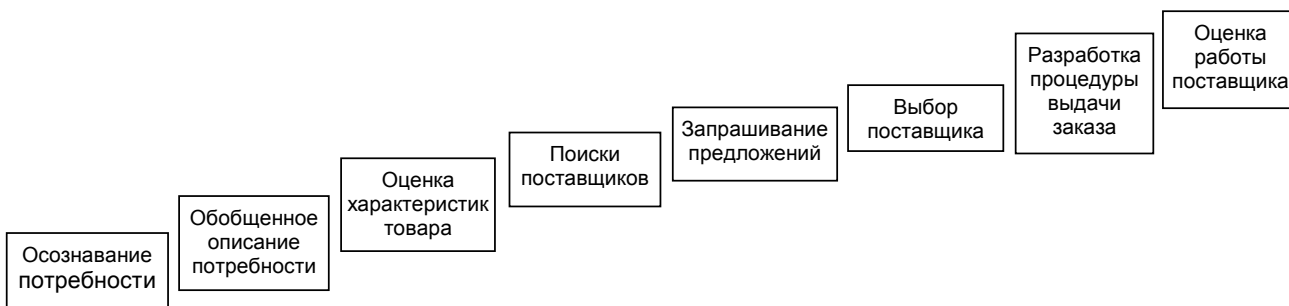 Осознавание
потребности
Обобщенное
описание
потребности
Оценка
характеристик
товара
Поиски
поставщиков
Запрашивание
предложений
Выбор
поставщика
Разработка
процедуры
выдачи
заказа
Оценка
работы
поставщика